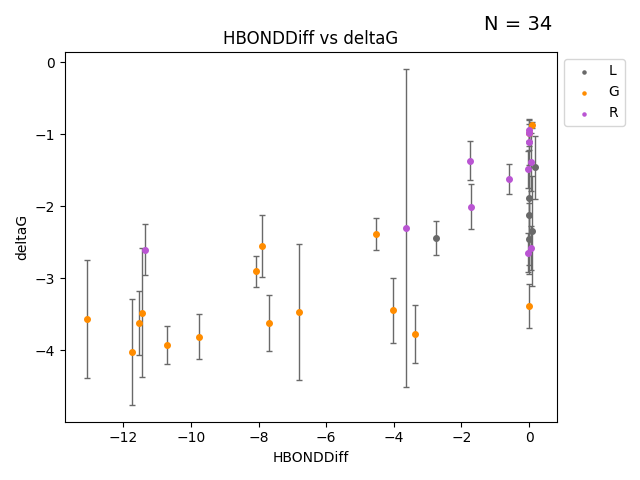 N = 34
HBONDDiff vs deltaG
L
G
R
deltaG
0
−1
−2
−3
−4
−12
−10
−8
−6
−4
−2
0
HBONDDiff